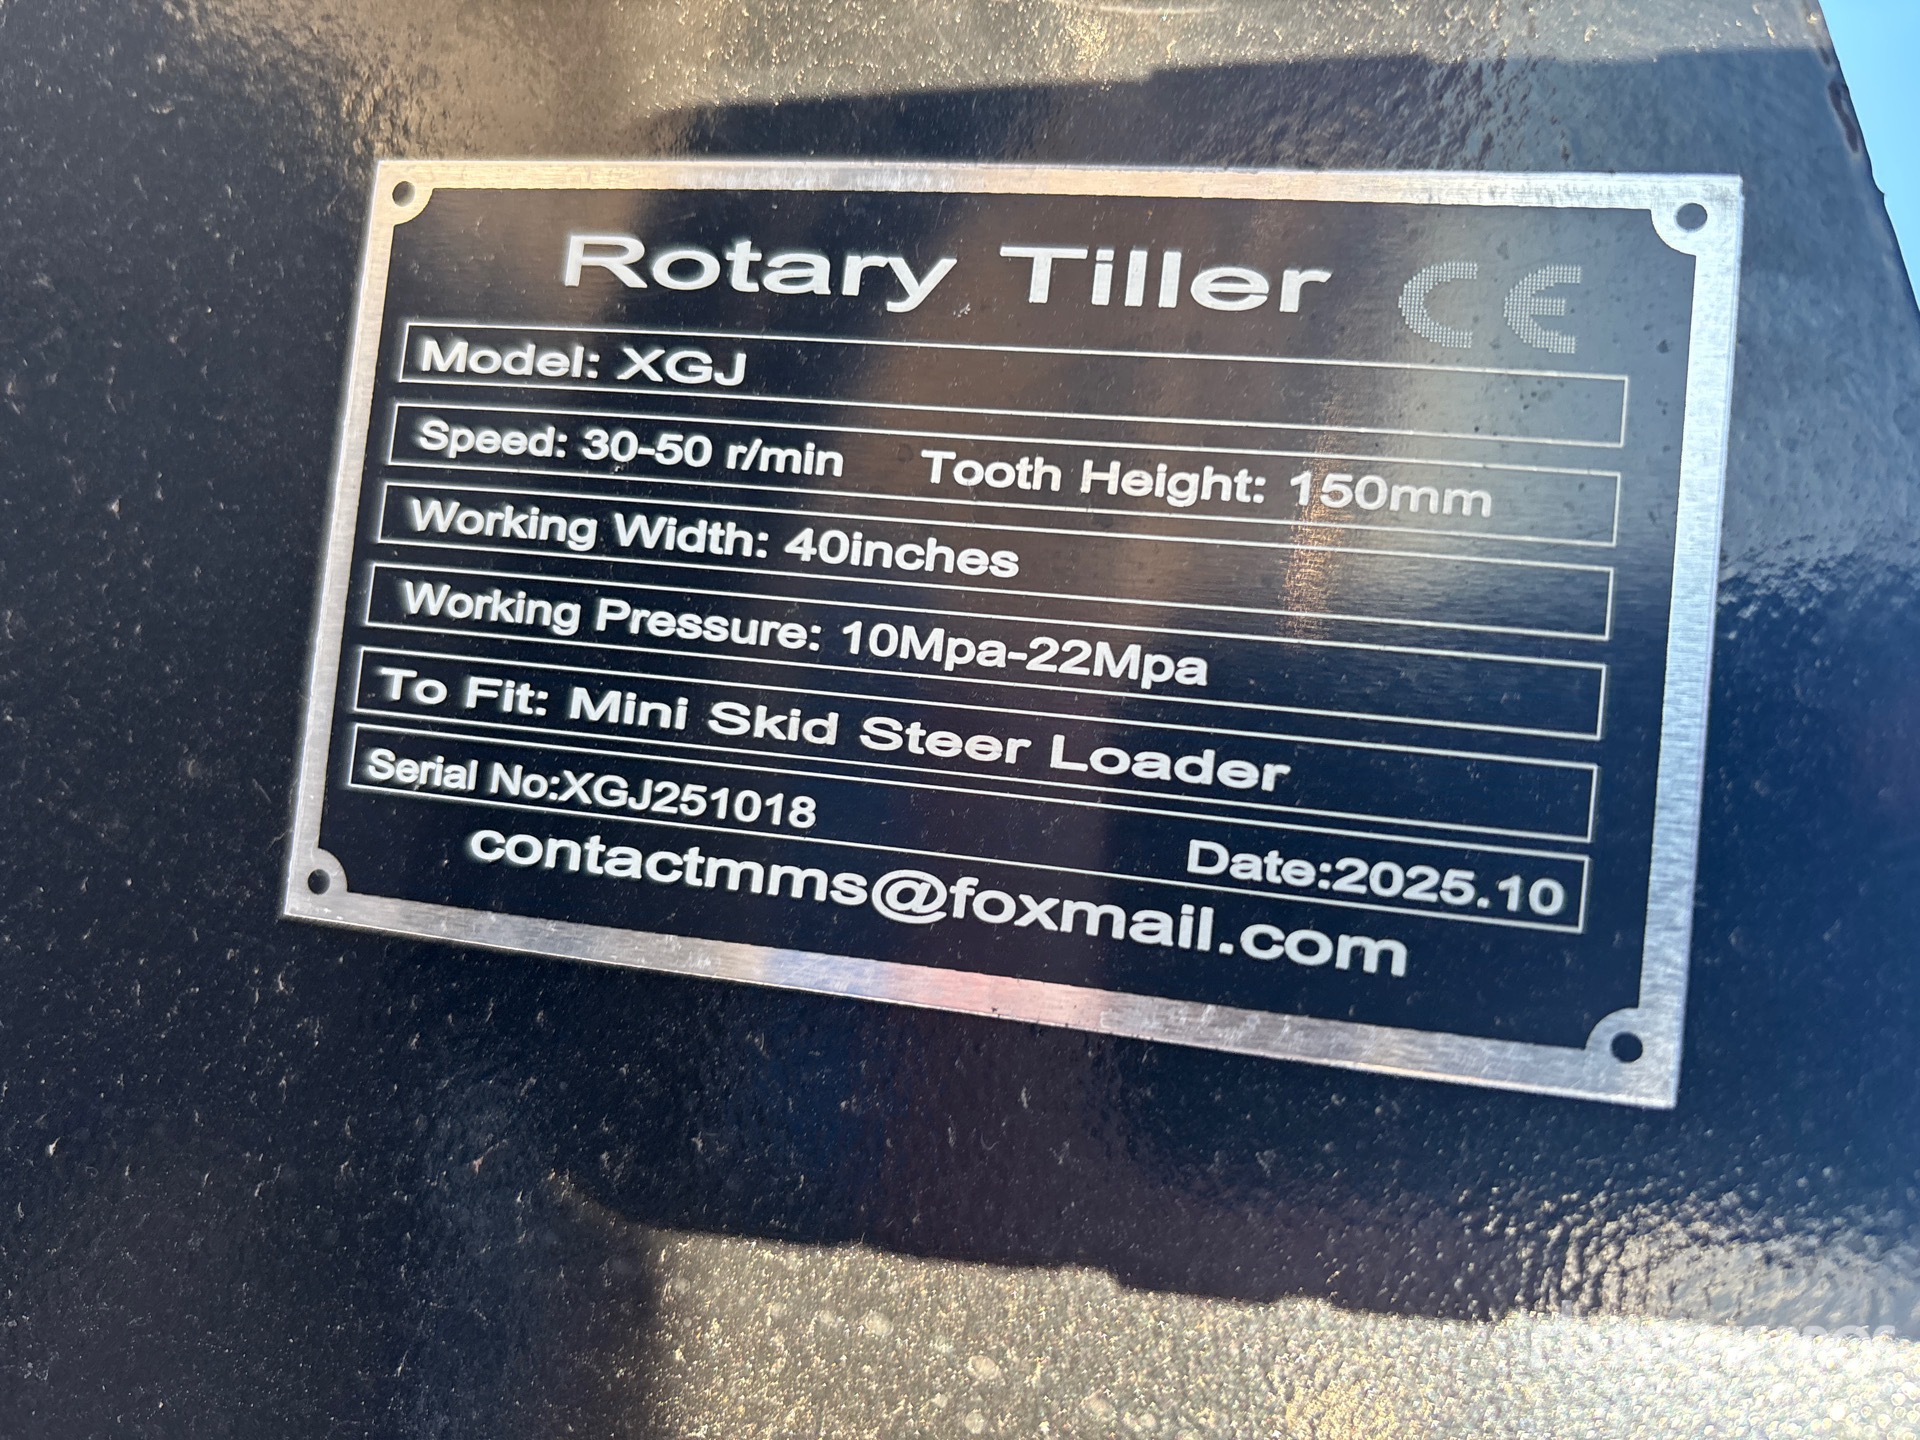 Rotary Tiller CE
Model: XGJ
Speed: 30-50 r/min Tooth Height: 150mm
Working Width: 40inches
Working Pressure: 10Mpa-22Mpa
To Fit: Mini Skid Steer Loader
Serial No:XGJ251018 Date:2025.10
contactmms@foxmail.com